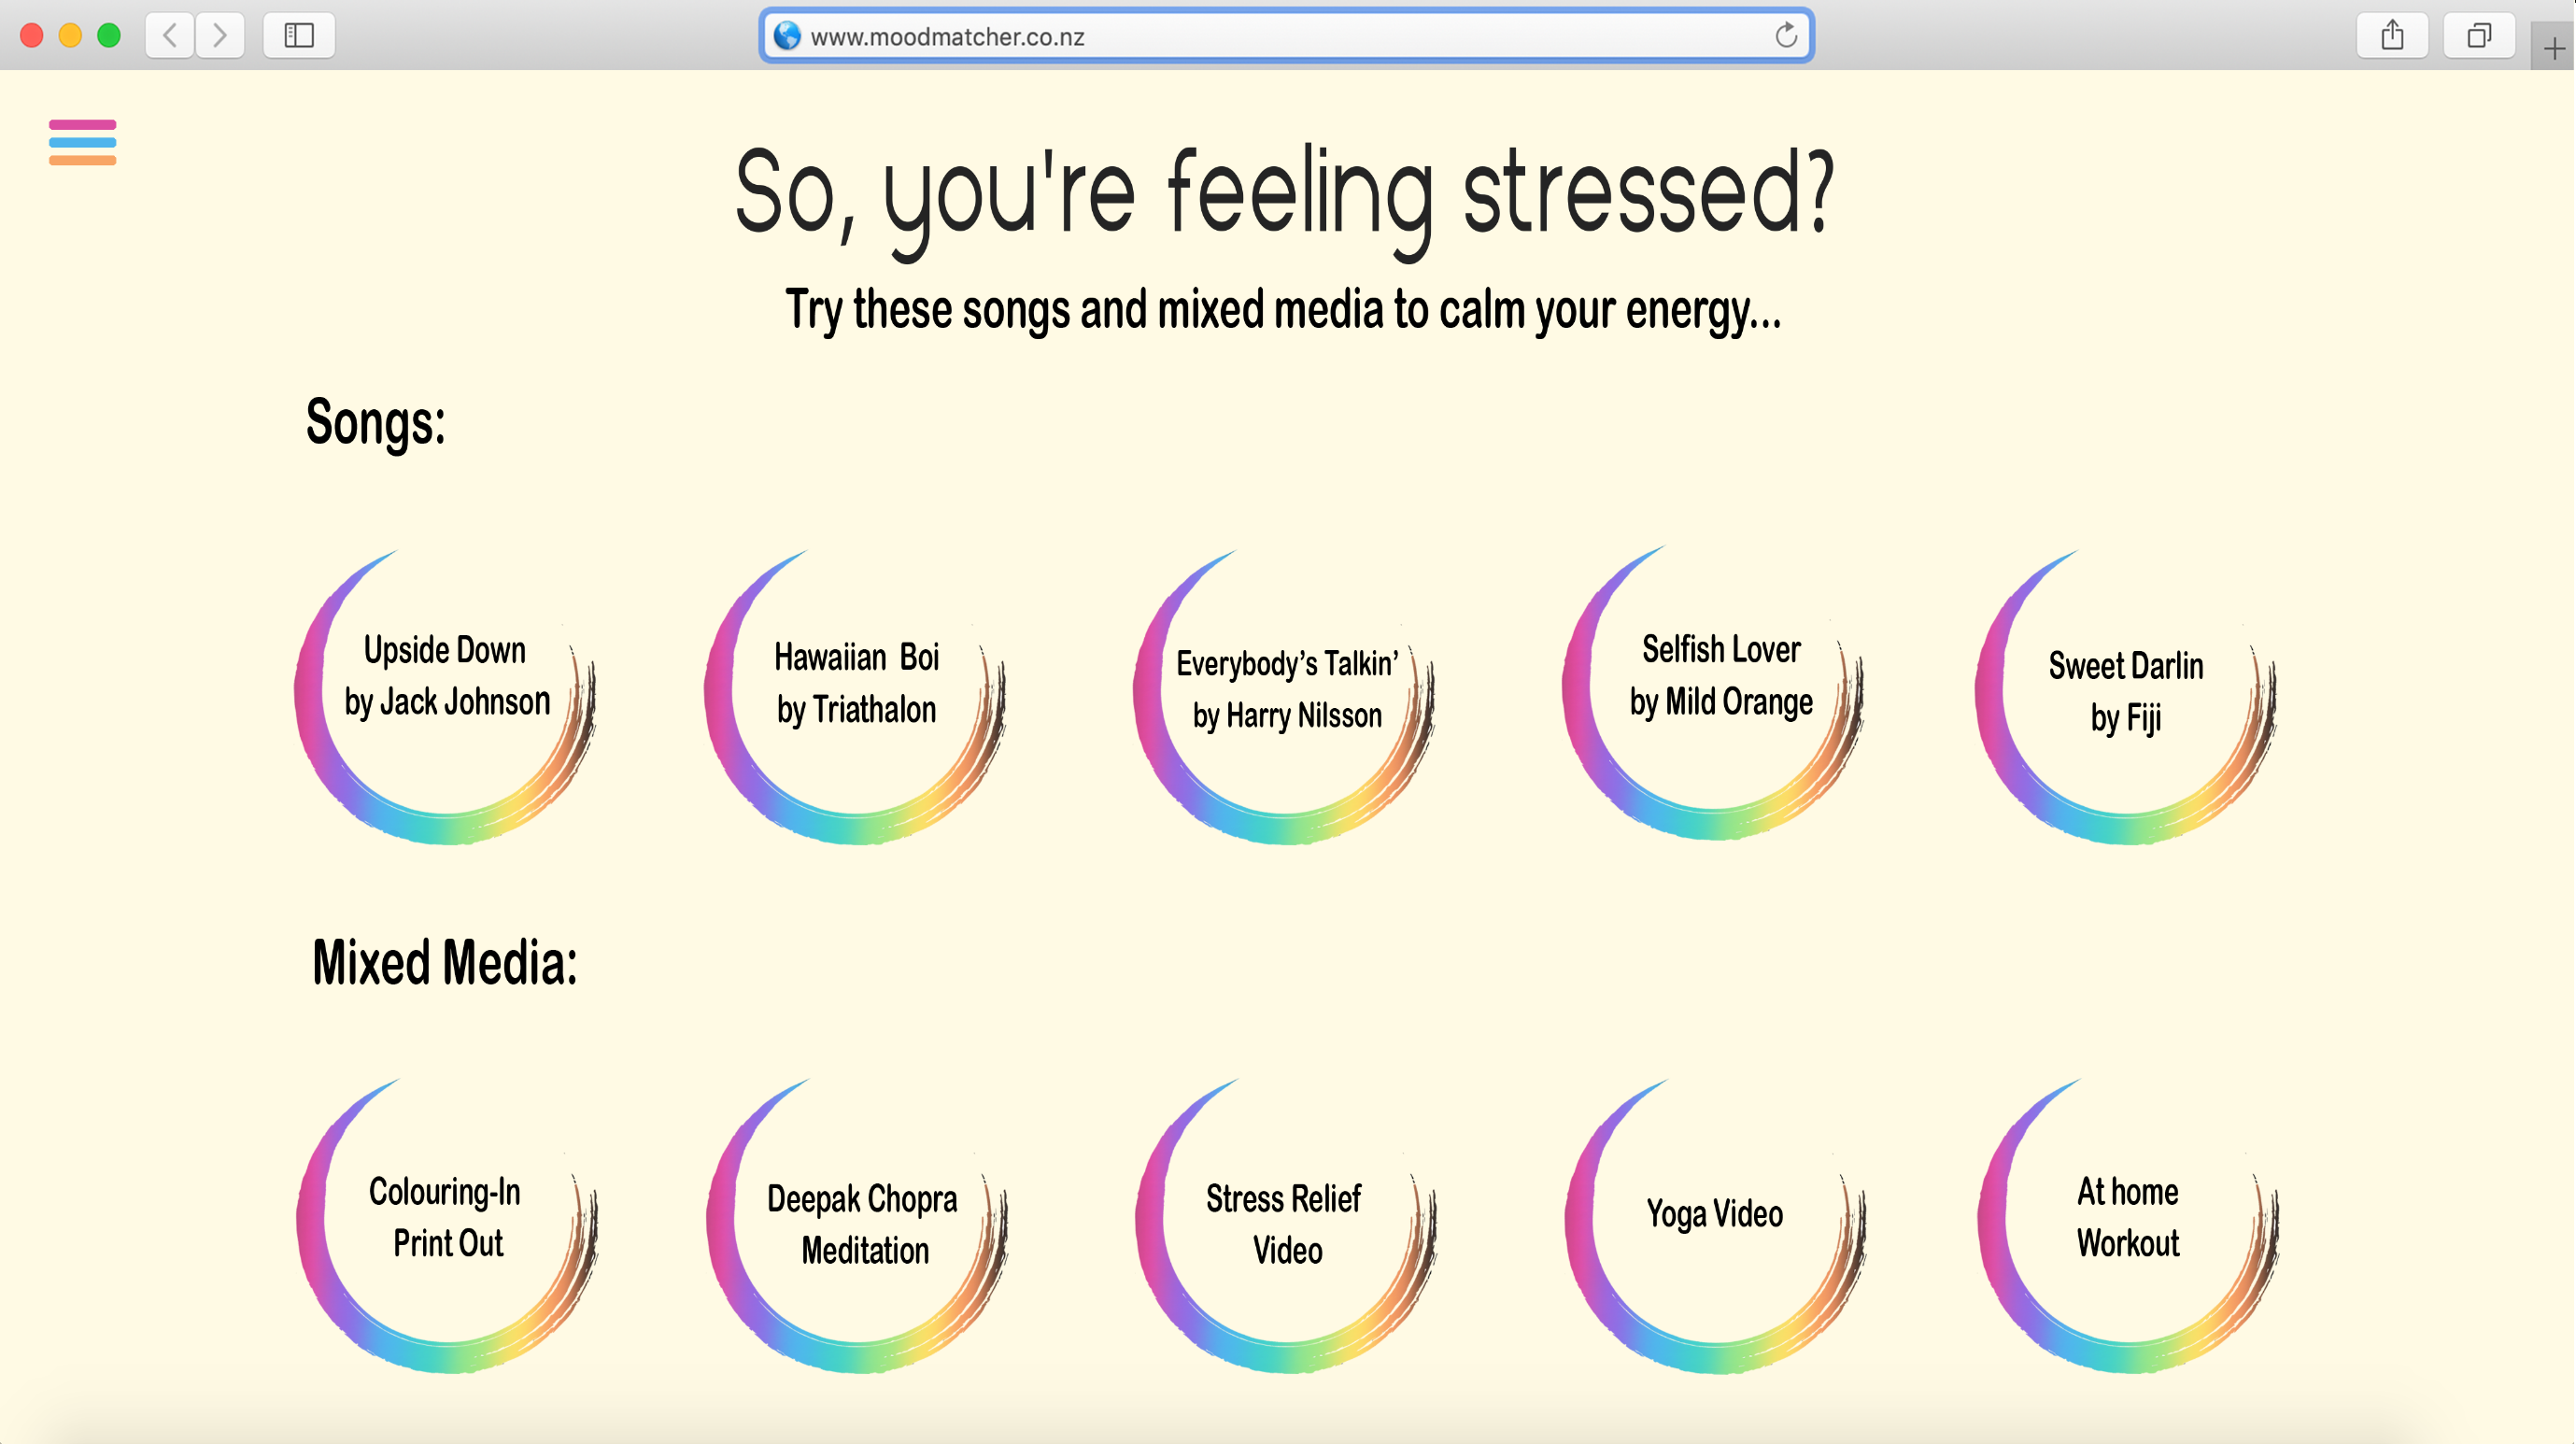 www.moodmatcher.co.nz
So, you're feeling stressed?
Try these songs and mixed media to calm your energy...
Songs:
Upside Down
by Jack Johnson
Hawaiian Boi
by Triathalon
Everybody’s Talkin’
by Harry Nilsson
Selfish Lover
by Mild Orange
Sweet Darlin
by Fiji
Mixed Media:
Colouring-In
Print Out
Deepak Chopra
Meditation
Stress Relief
Video
Yoga Video
At home
Workout